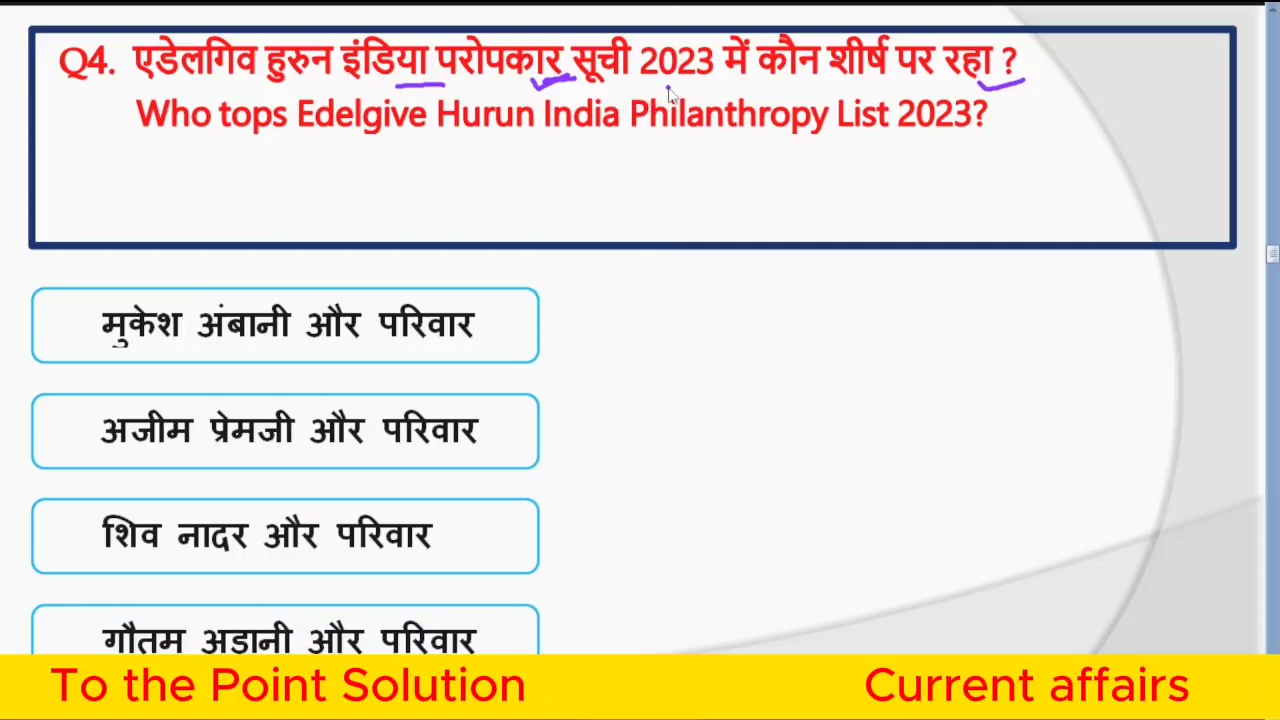 Q4. एडेलगिव हुरुन इंडिया परोपकार सूची 2023 में कौन शीर्ष पर रहा ?
Who tops Edelgive Hurun India Philanthropy List 2023?
मुकेश अंबानी और परिवार
अजीम प्रेमजी और परिवार
शिव नादर और परिवार
गौतम अडानी और परिवार
To the Point Solution
Current affairs